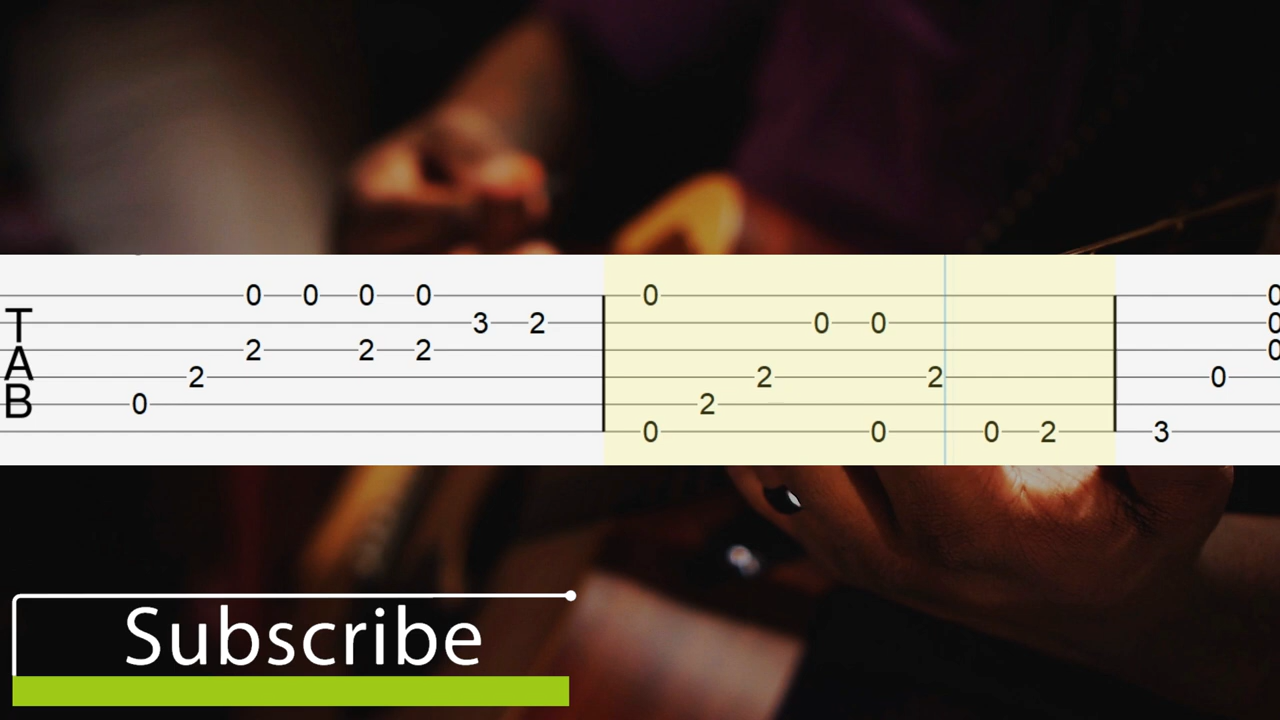 0 0 0 0 0 0
T 3 2 0 0 0
A 2 2 2 0
2 2 2 0
B 0 2
0 0 0 2 3
Subscribe